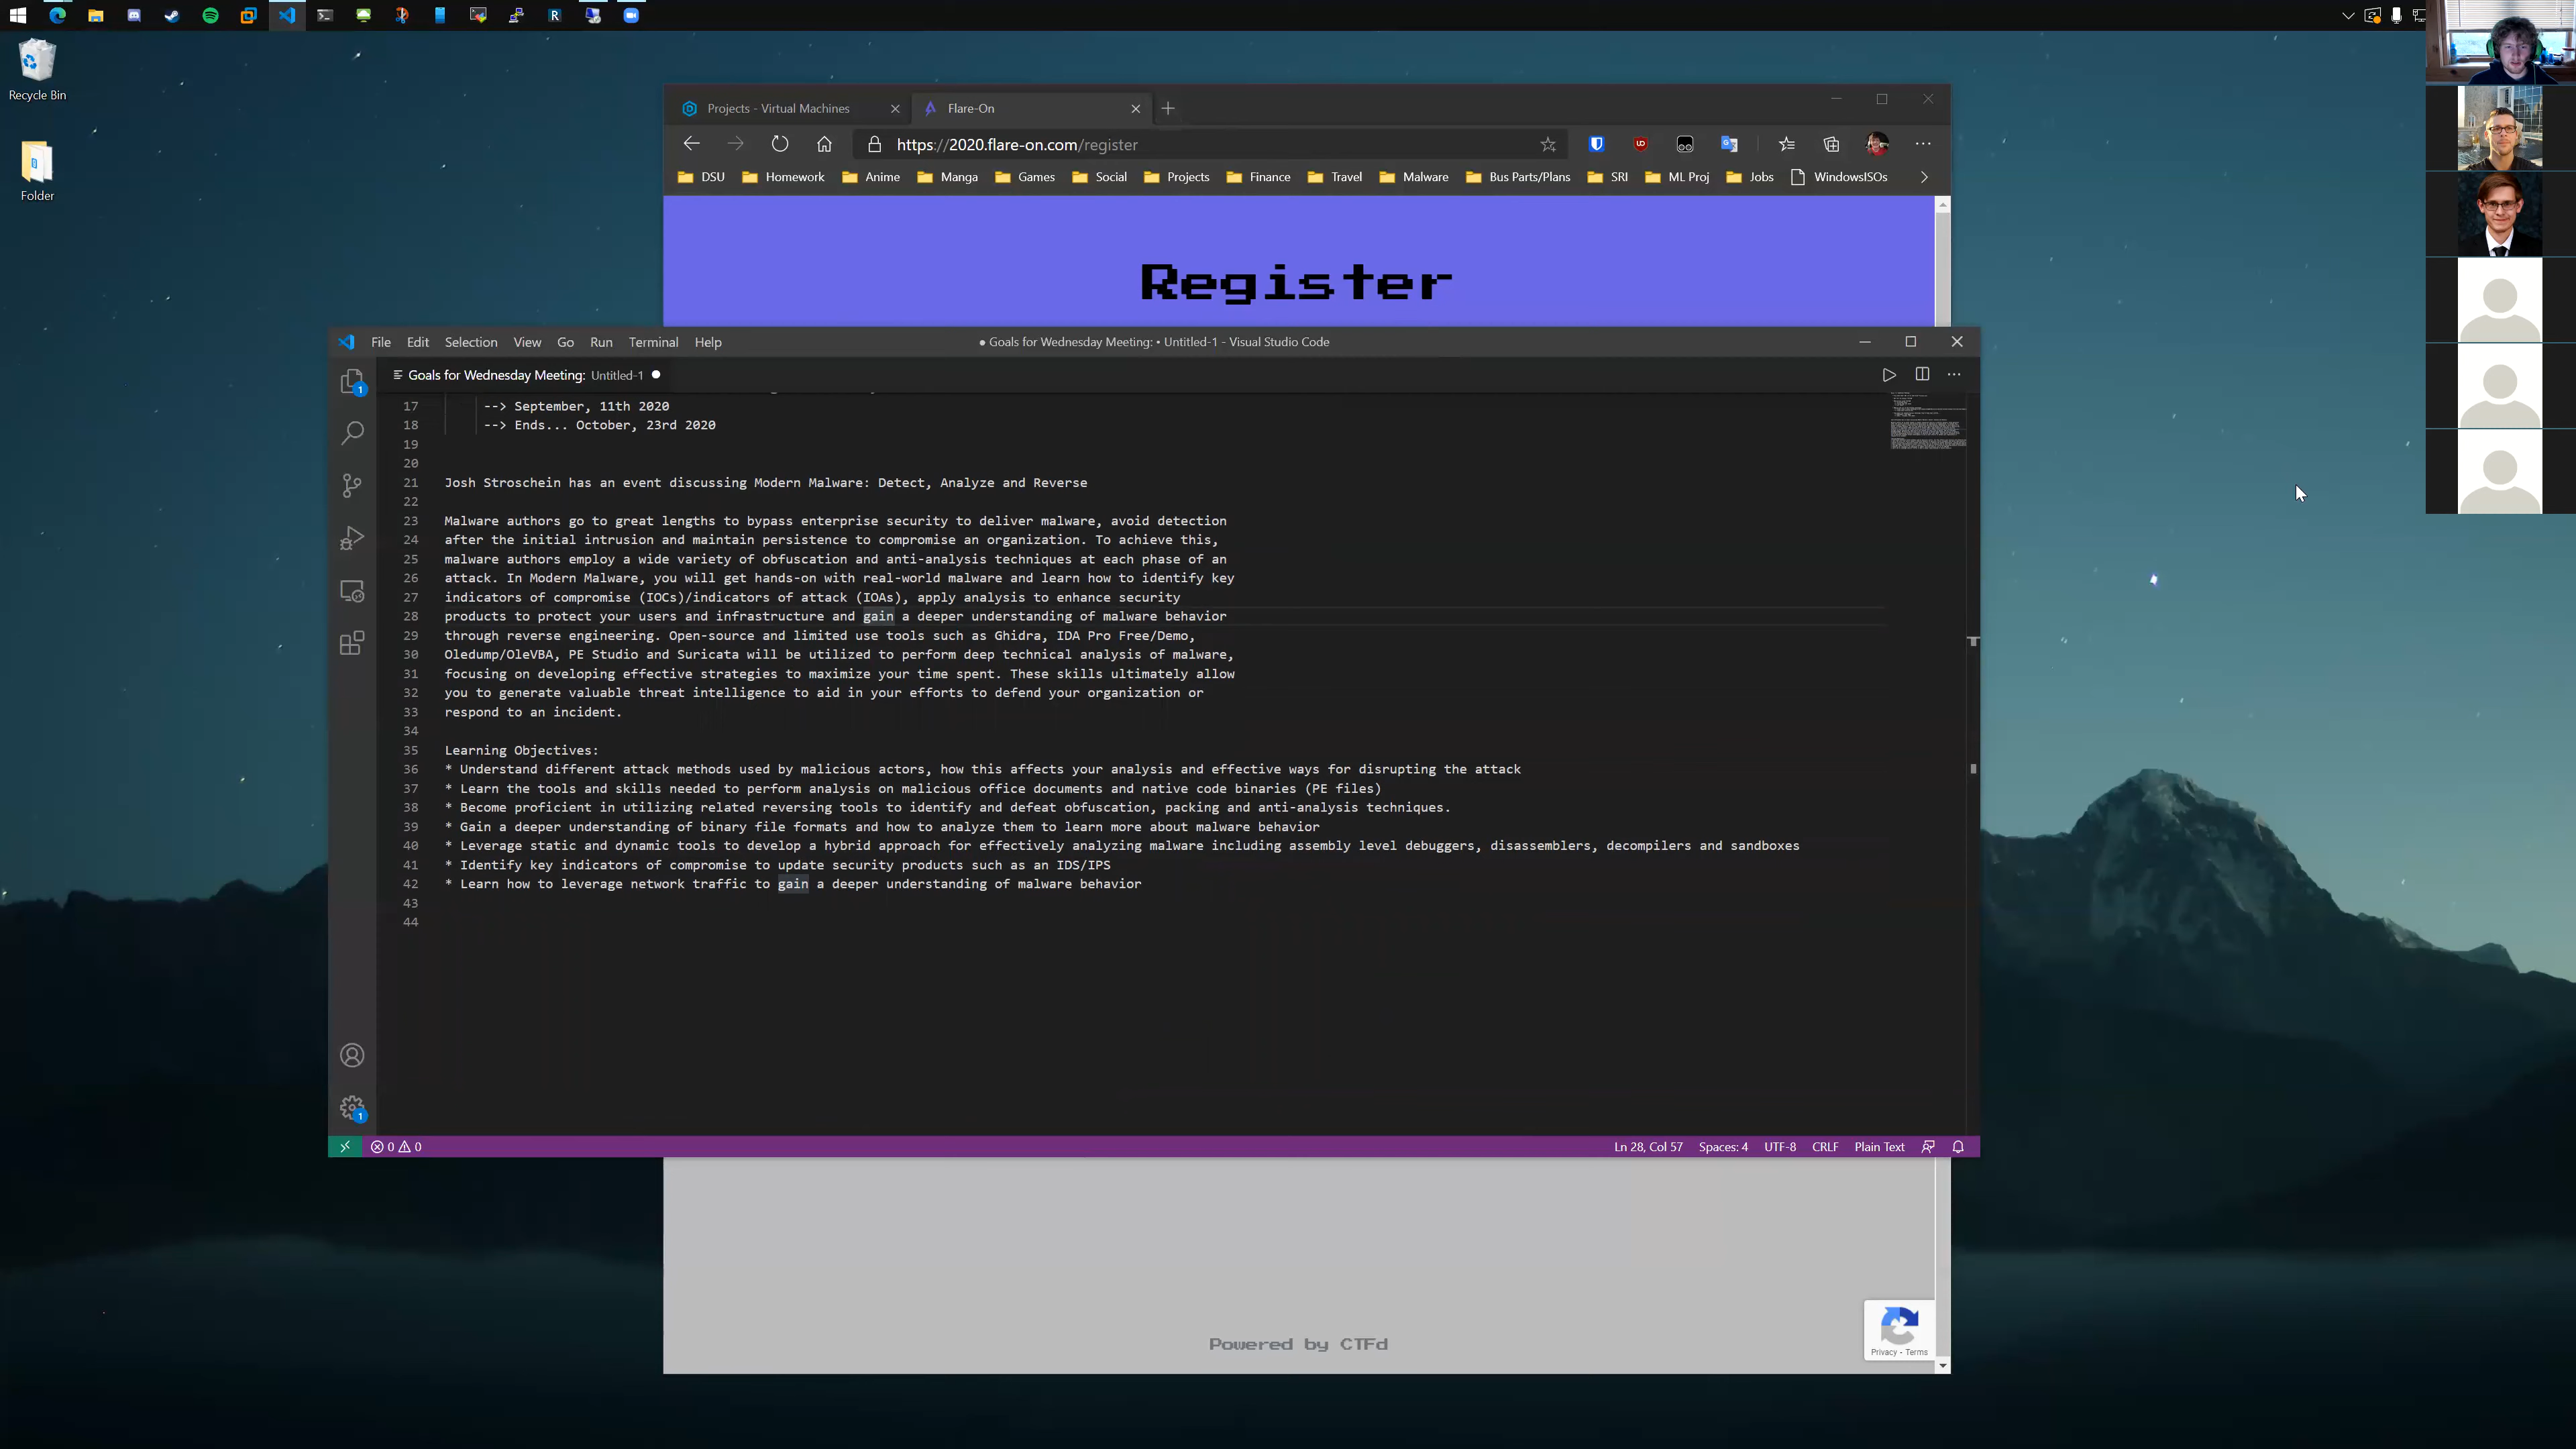 Recycle Bin
Folder
Projects - Virtual Machines
Flare-On
https://2020.flare-on.com/register
DSU
Homework
Anime
Manga
Games
Social
Projects
Finance
Travel
Malware
Bus Parts/Plans
SRI
ML Proj
Jobs
WindowsISOs
Register
File Edit Selection View Go Run Terminal Help
● Goals for Wednesday Meeting: • Untitled-1 - Visual Studio Code
Goals for Wednesday Meeting: Untitled-1 ●
17 --> September, 11th 2020
18 --> Ends... October, 23rd 2020
19
20
21 Josh Stroschein has an event discussing Modern Malware: Detect, Analyze and Reverse
22
23 Malware authors go to great lengths to bypass enterprise security to deliver malware, avoid detection
24 after the initial intrusion and maintain persistence to compromise an organization. To achieve this,
25 malware authors employ a wide variety of obfuscation and anti-analysis techniques at each phase of an
26 attack. In Modern Malware, you will get hands-on with real-world malware and learn how to identify key
27 indicators of compromise (IOCs)/indicators of attack (IOAs), apply analysis to enhance security
28 products to protect your users and infrastructure and gain a deeper understanding of malware behavior
29 through reverse engineering. Open-source and limited use tools such as Ghidra, IDA Pro Free/Demo,
30 Oledump/OleVBA, PE Studio and Suricata will be utilized to perform deep technical analysis of malware,
31 focusing on developing effective strategies to maximize your time spent. These skills ultimately allow
32 you to generate valuable threat intelligence to aid in your efforts to defend your organization or
33 respond to an incident.
34
35 Learning Objectives:
36 * Understand different attack methods used by malicious actors, how this affects your analysis and effective ways for disrupting the attack
37 * Learn the tools and skills needed to perform analysis on malicious office documents and native code binaries (PE files)
38 * Become proficient in utilizing related reversing tools to identify and defeat obfuscation, packing and anti-analysis techniques.
39 * Gain a deeper understanding of binary file formats and how to analyze them to learn more about malware behavior
40 * Leverage static and dynamic tools to develop a hybrid approach for effectively analyzing malware including assembly level debuggers, disassemblers, decompilers and sandboxes
41 * Identify key indicators of compromise to update security products such as an IDS/IPS
42 * Learn how to leverage network traffic to gain a deeper understanding of malware behavior
43
44
1
1
0 0
Ln 28, Col 57 Spaces: 4 UTF-8 CRLF Plain Text
Powered by CTFd
Privacy - Terms